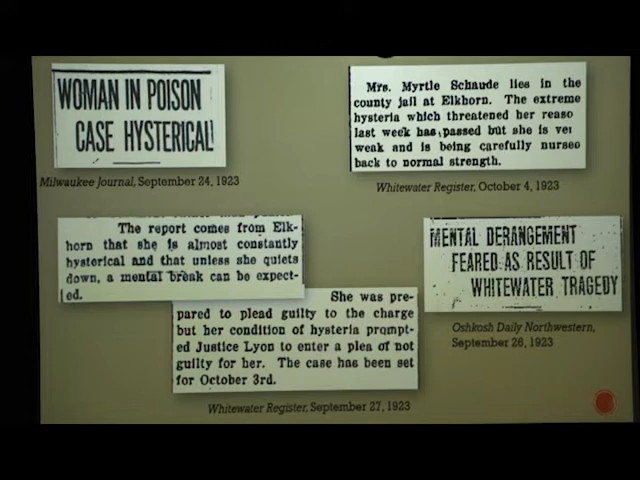 WOMAN IN POISON
CASE HYSTERICAL
Milwaukee Journal, September 24, 1923
Mrs. Myrtle Schaude lies in the
county jail at Elkhorn. The extreme
hysteria which threatened her reaso
last week has passed but she is ver
weak and is being carefully nursed
back to normal strength.
Whitewater Register, October 4, 1923
The report comes from Elk-
horn that she is almost constantly
hysterical and that unless she quiets
down, a mental break can be expect-
ed.
She was pre-
pared to plead guilty to the charge
but her condition of hysteria prompt-
ed Justice Lyon to enter a plea of not
guilty for her. The case has been set
for October 3rd.
Whitewater Register, September 27, 1923
MENTAL DERANGEMENT
FEARED AS RESULT OF
WHITEWATER TRAGEDY
Oshkosh Daily Northwestern,
September 26, 1923